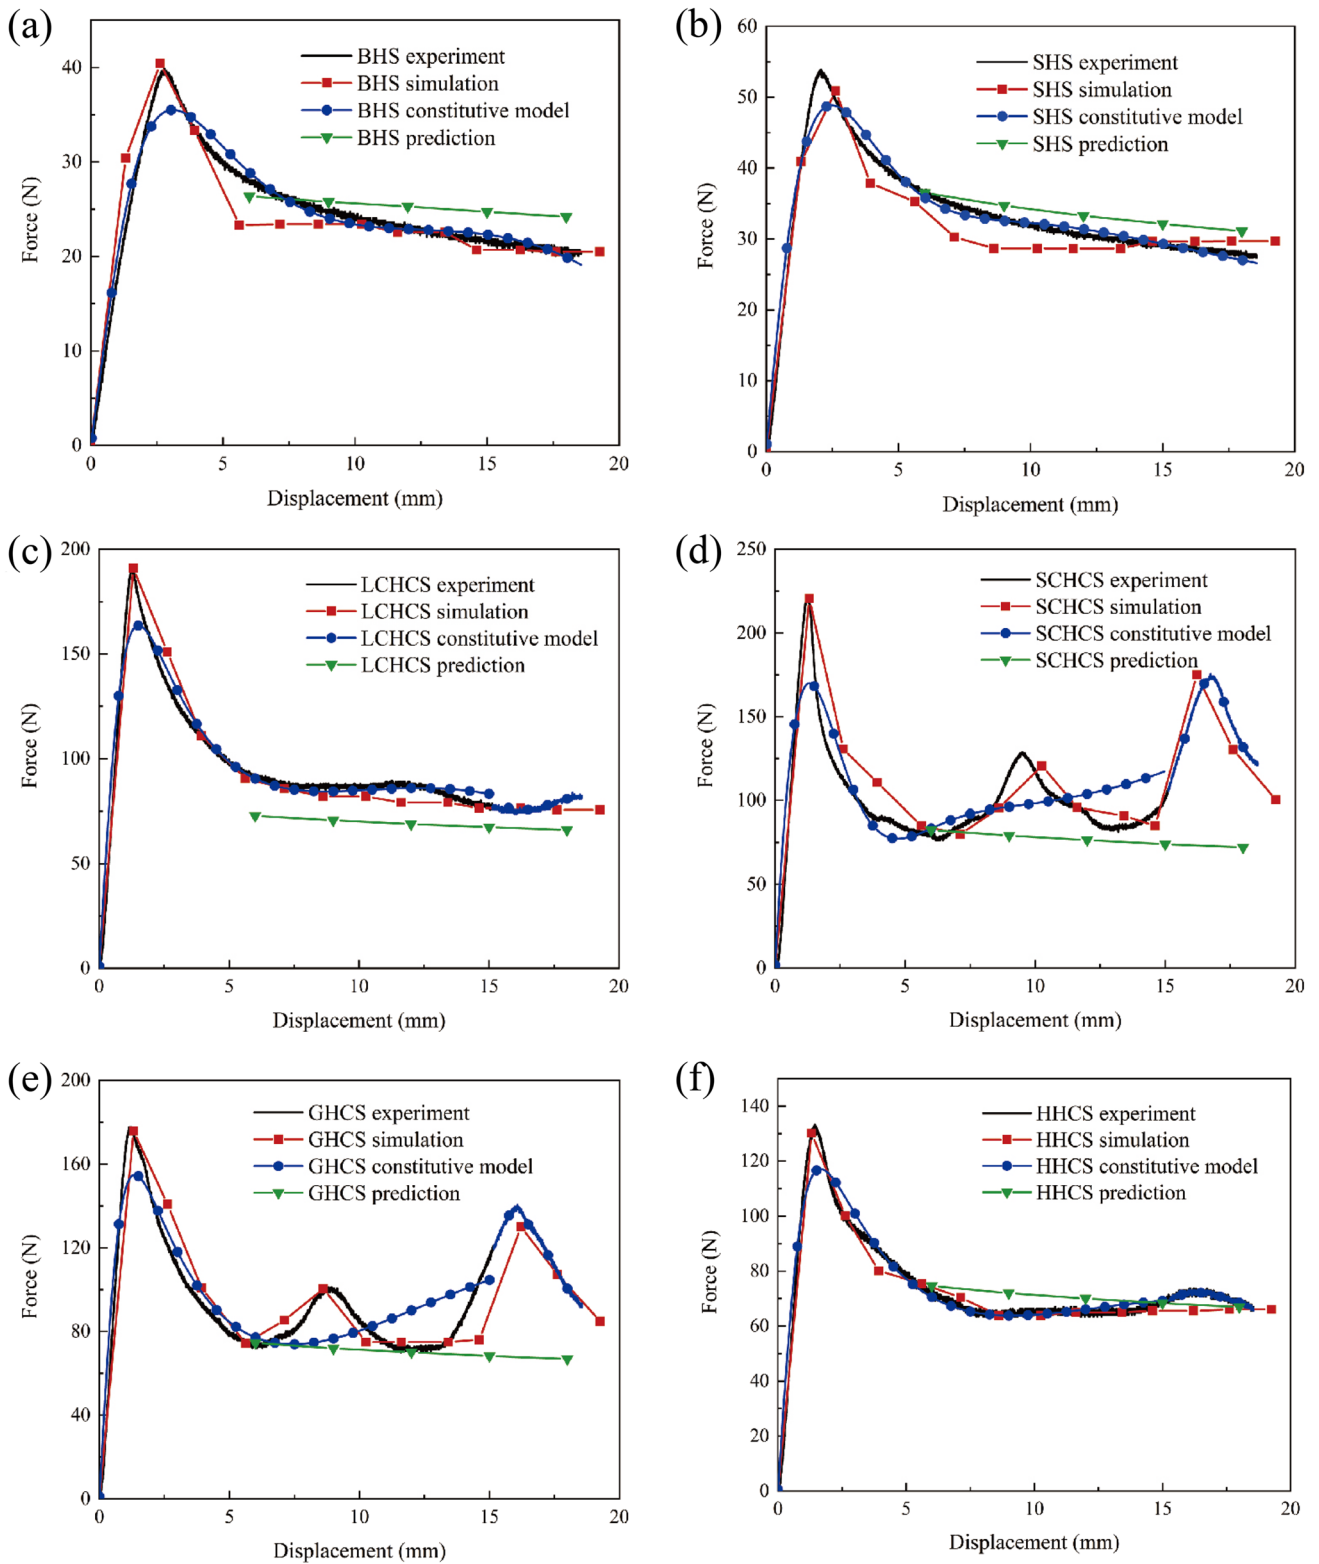 (a)
BHS experiment
BHS simulation
BHS constitutive model
BHS prediction
Force (N)
40
30
20
10
0
0 5 10 15 20
Displacement (mm)
(b)
SHS experiment
SHS simulation
SHS constitutive model
SHS prediction
Force (N)
60
50
40
30
20
10
0
0 5 10 15 20
Displacement (mm)
(c)
LCHCS experiment
LCHCS simulation
LCHCS constitutive model
LCHCS prediction
Force (N)
200
150
100
50
0
0 5 10 15 20
Displacement (mm)
(d)
SCHCS experiment
SCHCS simulation
SCHCS constitutive model
SCHCS prediction
Force (N)
250
200
150
100
50
0
0 5 10 15 20
Displacement (mm)
(e)
GHCS experiment
GHCS simulation
GHCS constitutive model
GHCS prediction
Force (N)
200
160
120
80
40
0
0 5 10 15 20
Displacement (mm)
(f)
HHCS experiment
HHCS simulation
HHCS constitutive model
HHCS prediction
Force (N)
140
120
100
80
60
40
20
0
0 5 10 15 20
Displacement (mm)